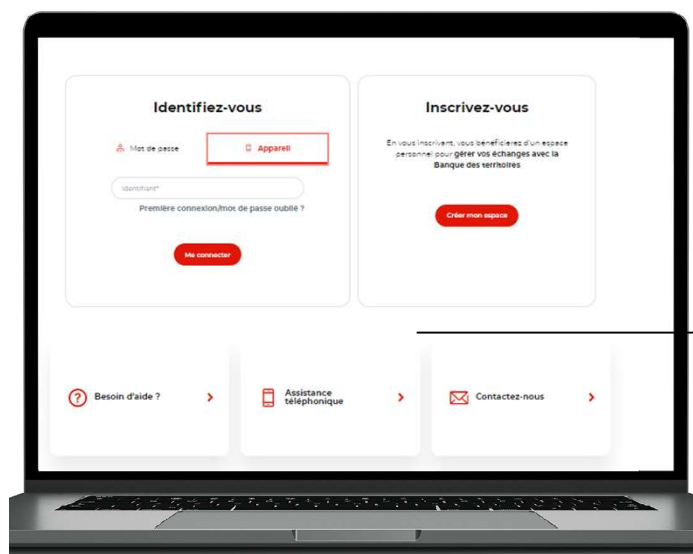 Identifiez-vous
Mot de passe
Appareil
Identifiant*
Première connexion/mot de passe oublié ?
Me connecter
Inscrivez-vous
En vous inscrivant, vous bénéficierez d'un espace
personnel pour gérer vos échanges avec la
Banque des territoires
Créer mon espace
Besoin d'aide ?
Assistance
téléphonique
Contactez-nous